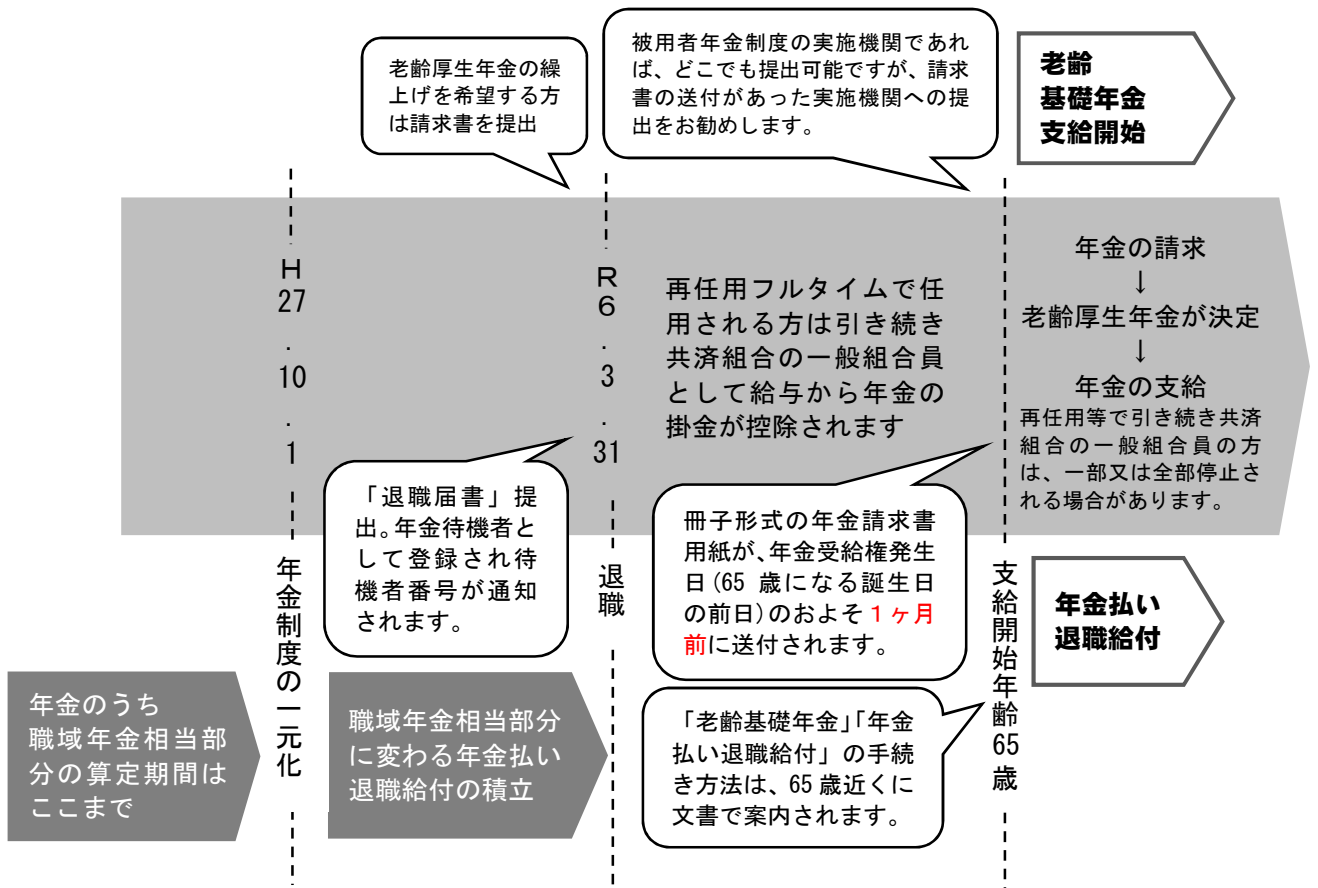 老齢厚生年金の繰
上げを希望する方
は請求書を提出
被用者年金制度の実施機関であれ
ば、どこでも提出可能ですが、請求
書の送付があった実施機関への提
出をお勧めします。
老齢
基礎年金
支給開始
H
27
.
10
.
1
年金制度の一元化
R
6
.
3
.
31
退職
再任用フルタイムで任
用される方は引き続き
共済組合の一般組合員
として給与から年金の
掛金が控除されます
年金の請求
↓
老齢厚生年金が決定
↓
年金の支給
再任用等で引き続き共済
組合の一般組合員の方
は、一部又は全部停止さ
れる場合があります。
「退職届書」提
出。年金待機者と
して登録され待
機者番号が通知
されます。
冊子形式の年金請求書
用紙が、年金受給権発生
日(65 歳になる誕生日
の前日)のおよそ１ヶ月
前に送付されます。
支給開始年齢65歳
年金払い
退職給付
年金のうち
職域年金相当部
分の算定期間は
ここまで
職域年金相当部分
に変わる年金払い
退職給付の積立
「老齢基礎年金」「年金
払い退職給付」の手続
き方法は、65 歳近くに
文書で案内されます。